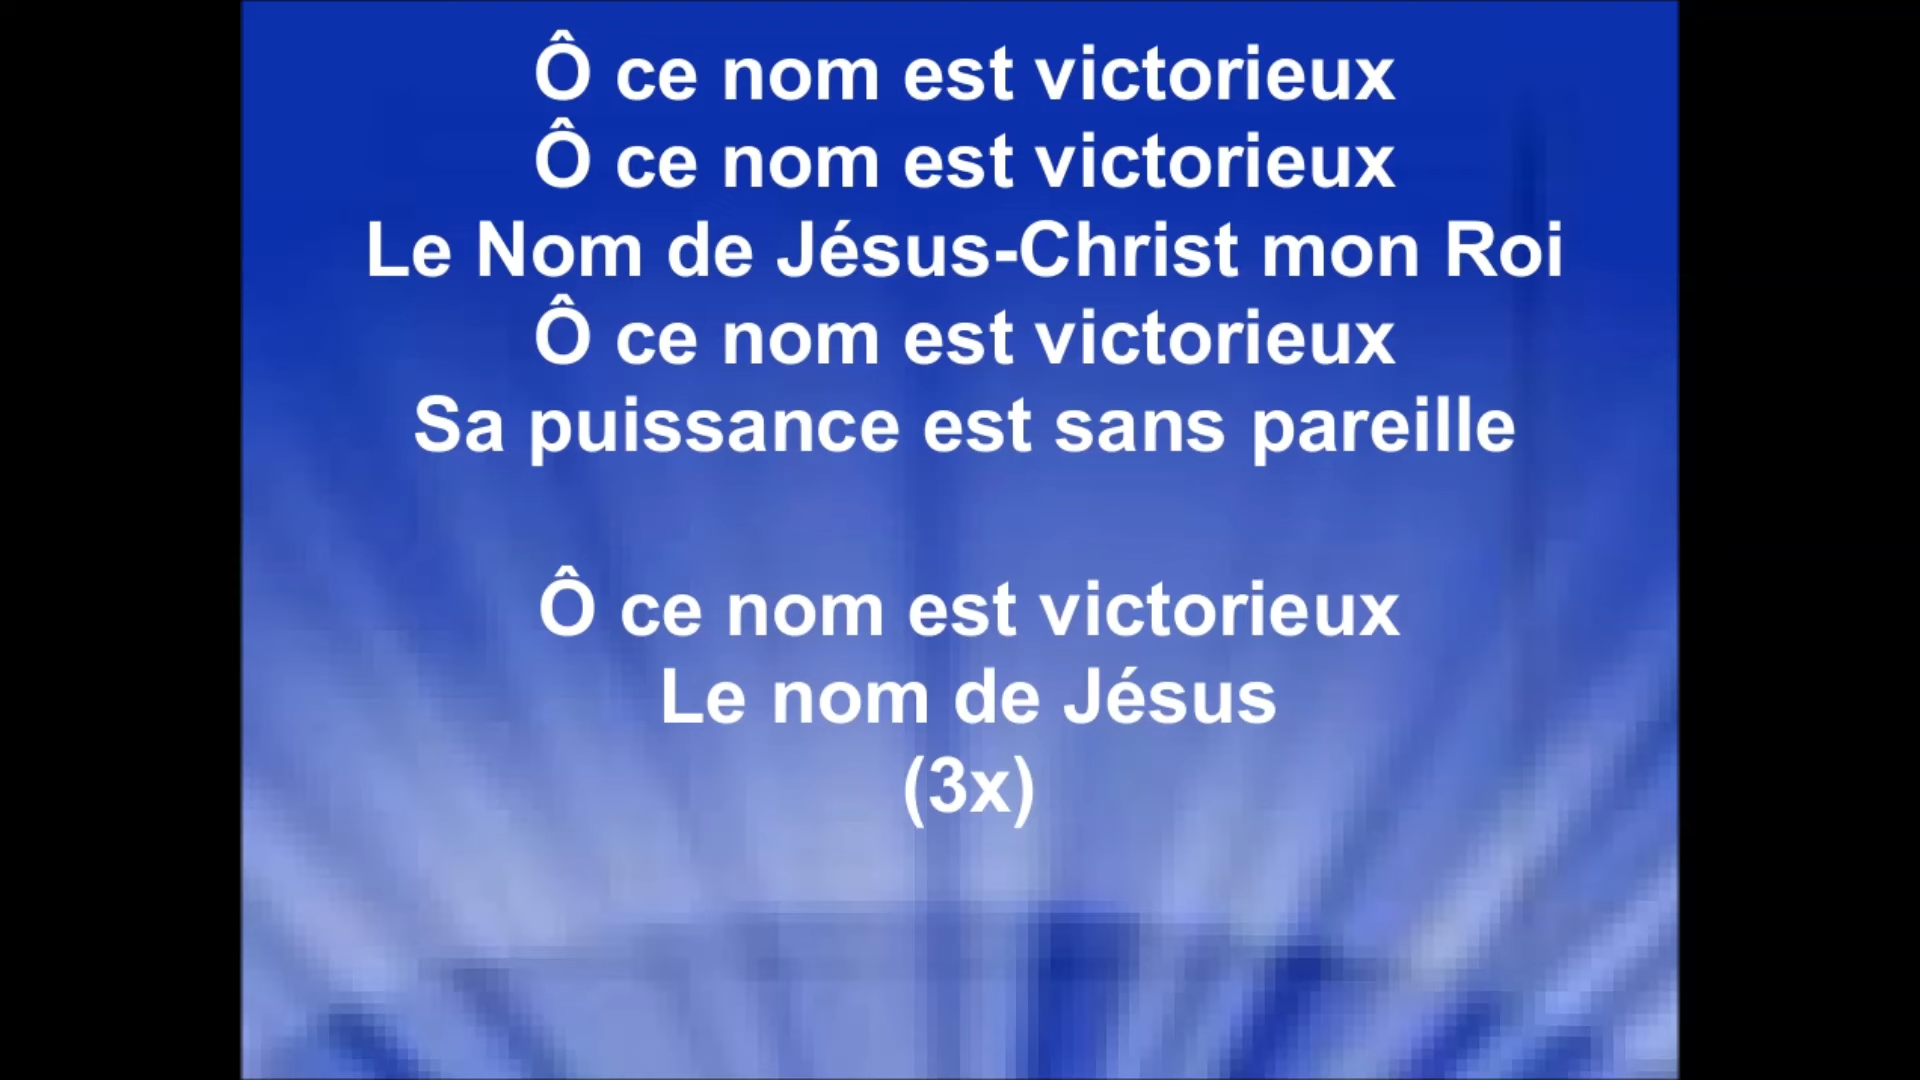 Ô ce nom est victorieux
Ô ce nom est victorieux
Le Nom de Jésus-Christ mon Roi
Ô ce nom est victorieux
Sa puissance est sans pareille
Ô ce nom est victorieux
Le nom de Jésus
(3x)